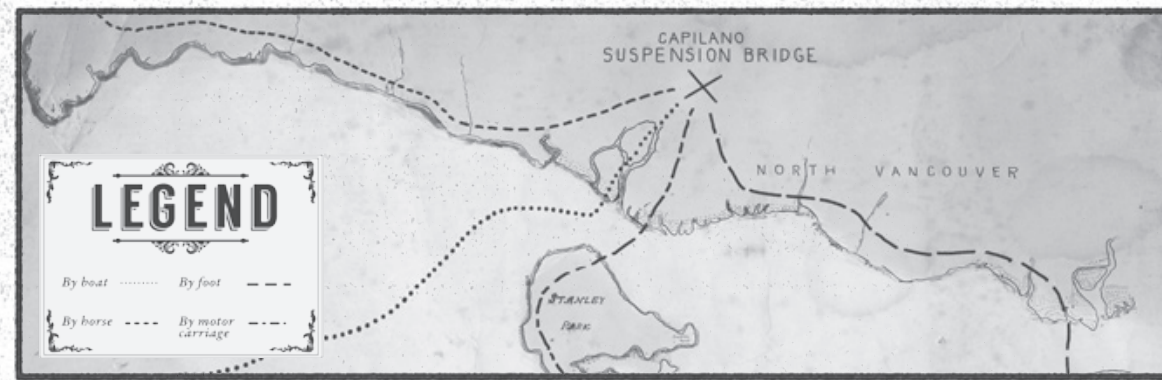 CAPILANO
SUSPENSION BRIDGE
NORTH VANCOUVER
STANLEY
PARK
LEGEND
By boat
By foot
By horse
By motor
carriage